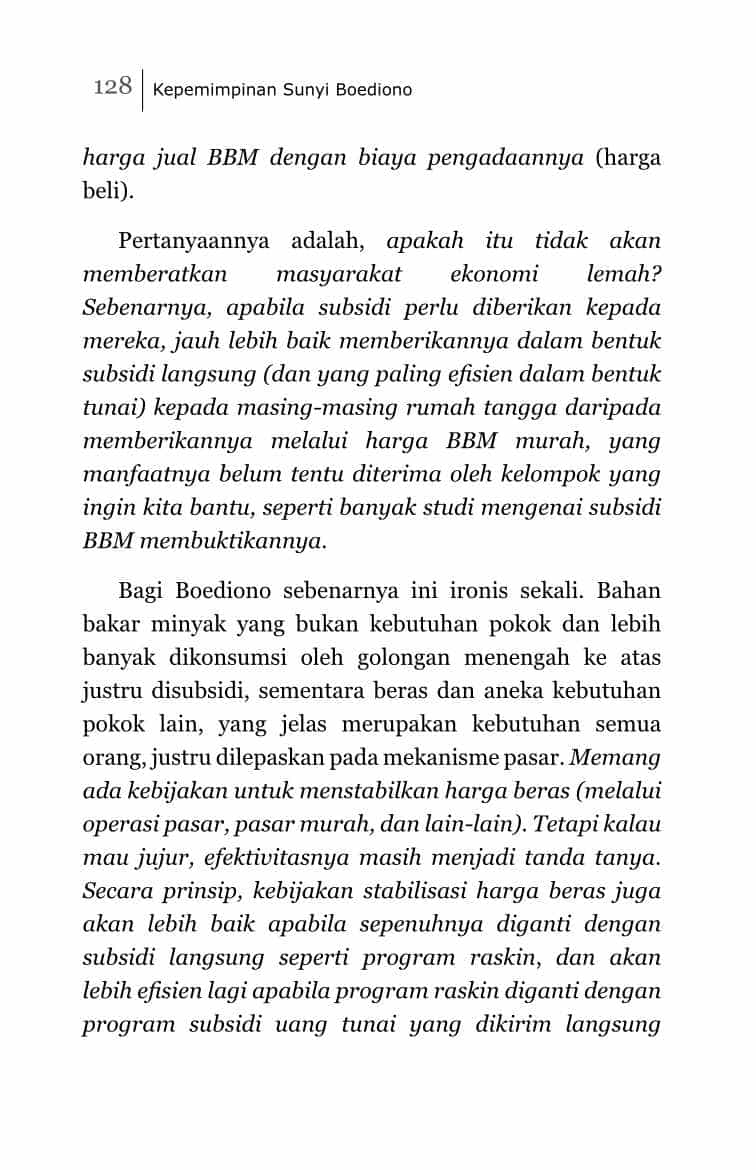 128 Kepemimpinan Sunyi Boediono
harga jual BBM dengan biaya pengadaannya (harga
beli).
Pertanyaannya adalah, apakah itu tidak akan
memberatkan masyarakat ekonomi lemah?
Sebenarnya, apabila subsidi perlu diberikan kepada
mereka, jauh lebih baik memberikannya dalam bentuk
subsidi langsung (dan yang paling efisien dalam bentuk
tunai) kepada masing-masing rumah tangga daripada
memberikannya melalui harga BBM murah, yang
manfaatnya belum tentu diterima oleh kelompok yang
ingin kita bantu, seperti banyak studi mengenai subsidi
BBM membuktikannya.
Bagi Boediono sebenarnya ini ironis sekali. Bahan
bakar minyak yang bukan kebutuhan pokok dan lebih
banyak dikonsumsi oleh golongan menengah ke atas
justru disubsidi, sementara beras dan aneka kebutuhan
pokok lain, yang jelas merupakan kebutuhan semua
orang, justru dilepaskan pada mekanisme pasar. Memang
ada kebijakan untuk menstabilkan harga beras (melalui
operasi pasar, pasar murah, dan lain-lain). Tetapi kalau
mau jujur, efektivitasnya masih menjadi tanda tanya.
Secara prinsip, kebijakan stabilisasi harga beras juga
akan lebih baik apabila sepenuhnya diganti dengan
subsidi langsung seperti program raskin, dan akan
lebih efisien lagi apabila program raskin diganti dengan
program subsidi uang tunai yang dikirim langsung